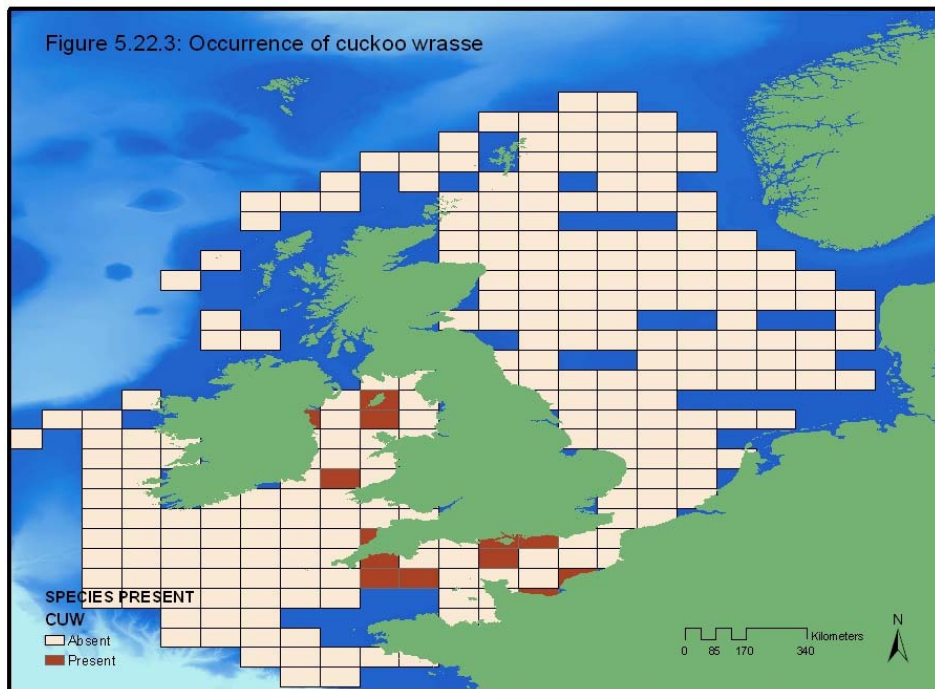 Figure 5.22.3: Occurrence of cuckoo wrasse
SPECIES PRESENT
CUW
Absent
Present
N
Kilometers
0 85 170 340